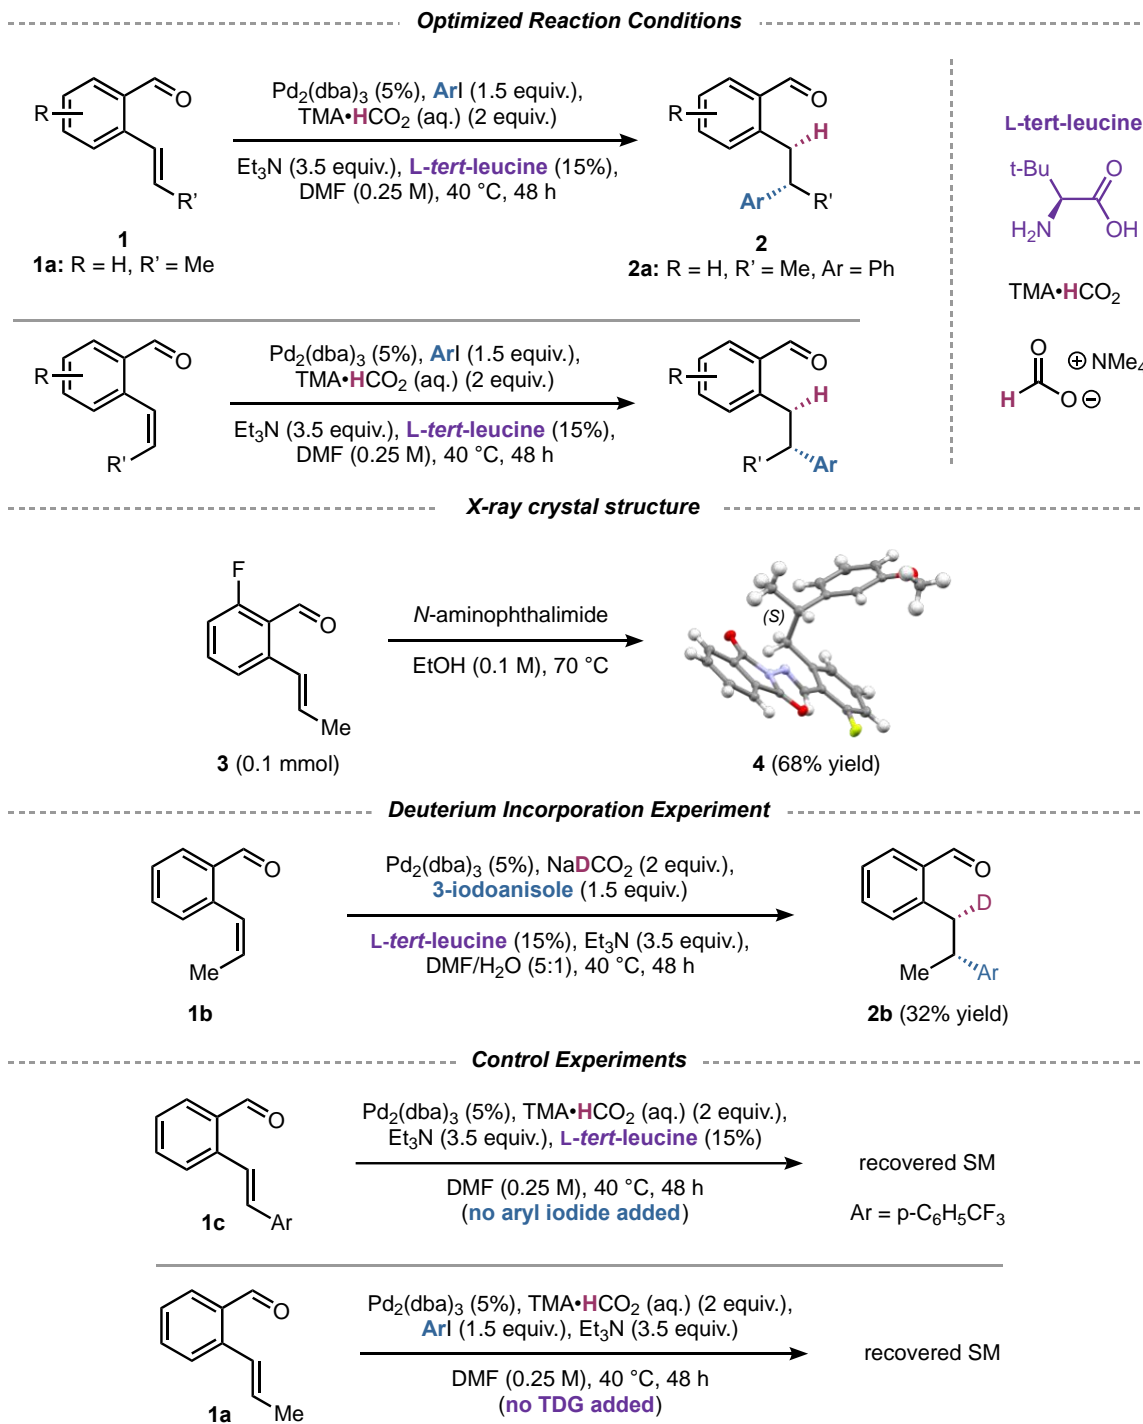 Optimized Reaction Conditions
R
O
R'
1
1a: R = H, R' = Me
Pd2(dba)3 (5%), ArI (1.5 equiv.),
TMA•HCO2 (aq.) (2 equiv.)
Et3N (3.5 equiv.), L-tert-leucine (15%),
DMF (0.25 M), 40 °C, 48 h
R
O
H
Ar
R'
2
2a: R = H, R' = Me, Ar = Ph
L-tert-leucine
t-Bu
O
H2N
OH
TMA•HCO2
O
H
O
⊖
⊕ NMe4
R
O
R'
Pd2(dba)3 (5%), ArI (1.5 equiv.),
TMA•HCO2 (aq.) (2 equiv.)
Et3N (3.5 equiv.), L-tert-leucine (15%),
DMF (0.25 M), 40 °C, 48 h
R
O
H
R'
Ar
X-ray crystal structure
F
O
Me
3 (0.1 mmol)
N-aminophthalimide
EtOH (0.1 M), 70 °C
(S)
4 (68% yield)
Deuterium Incorporation Experiment
O
Me
1b
Pd2(dba)3 (5%), NaDCO2 (2 equiv.),
3-iodoanisole (1.5 equiv.)
L-tert-leucine (15%), Et3N (3.5 equiv.),
DMF/H2O (5:1), 40 °C, 48 h
O
D
Me
Ar
2b (32% yield)
Control Experiments
O
Ar
1c
Pd2(dba)3 (5%), TMA•HCO2 (aq.) (2 equiv.),
Et3N (3.5 equiv.), L-tert-leucine (15%)
DMF (0.25 M), 40 °C, 48 h
(no aryl iodide added)
recovered SM
Ar = p-C6H5CF3
O
Me
1a
Pd2(dba)3 (5%), TMA•HCO2 (aq.) (2 equiv.),
ArI (1.5 equiv.), Et3N (3.5 equiv.)
DMF (0.25 M), 40 °C, 48 h
(no TDG added)
recovered SM